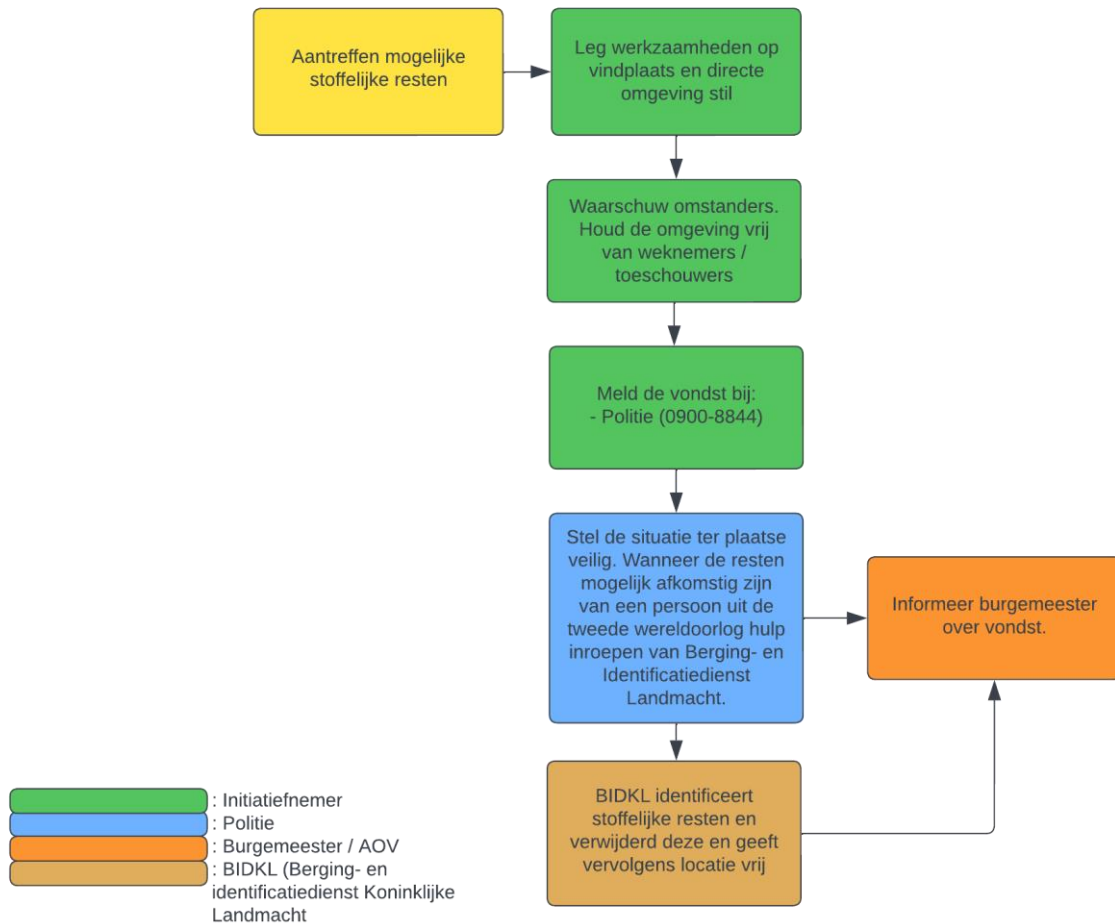 Aantreffen mogelijke
stoffelijke resten
Leg werkzaamheden op
vindplaats en directe
omgeving stil
Waarschuw omstanders.
Houd de omgeving vrij
van weknemers /
toeschouwers
Meld de vondst bij:
- Politie (0900-8844)
Stel de situatie ter plaatse
veilig. Wanneer de resten
mogelijk afkomstig zijn
van een persoon uit de
tweede wereldoorlog hulp
inroepen van Berging- en
Identificatiedienst
Landmacht.
Informeer burgemeester
over vondst.
BIDKL identificeert
stoffelijke resten en
verwijderd deze en geeft
vervolgens locatie vrij
: Initiatiefnemer
: Politie
: Burgemeester / AOV
: BIDKL (Berging- en
identificatiedienst Koninklijke
Landmacht